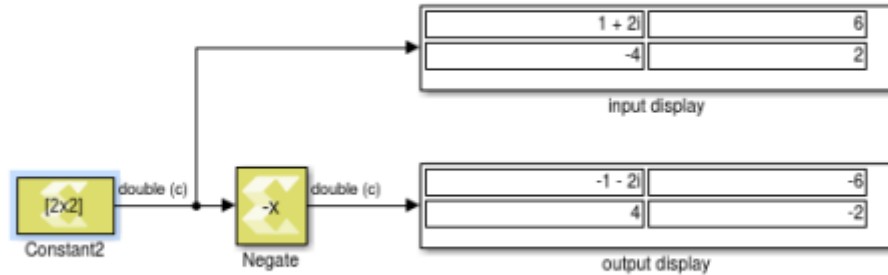 1 + 2i 6
-4 2
input display
[2x2]
double (c)
-x
double (c)
-1 - 2i -6
4 -2
Constant2
Negate
output display